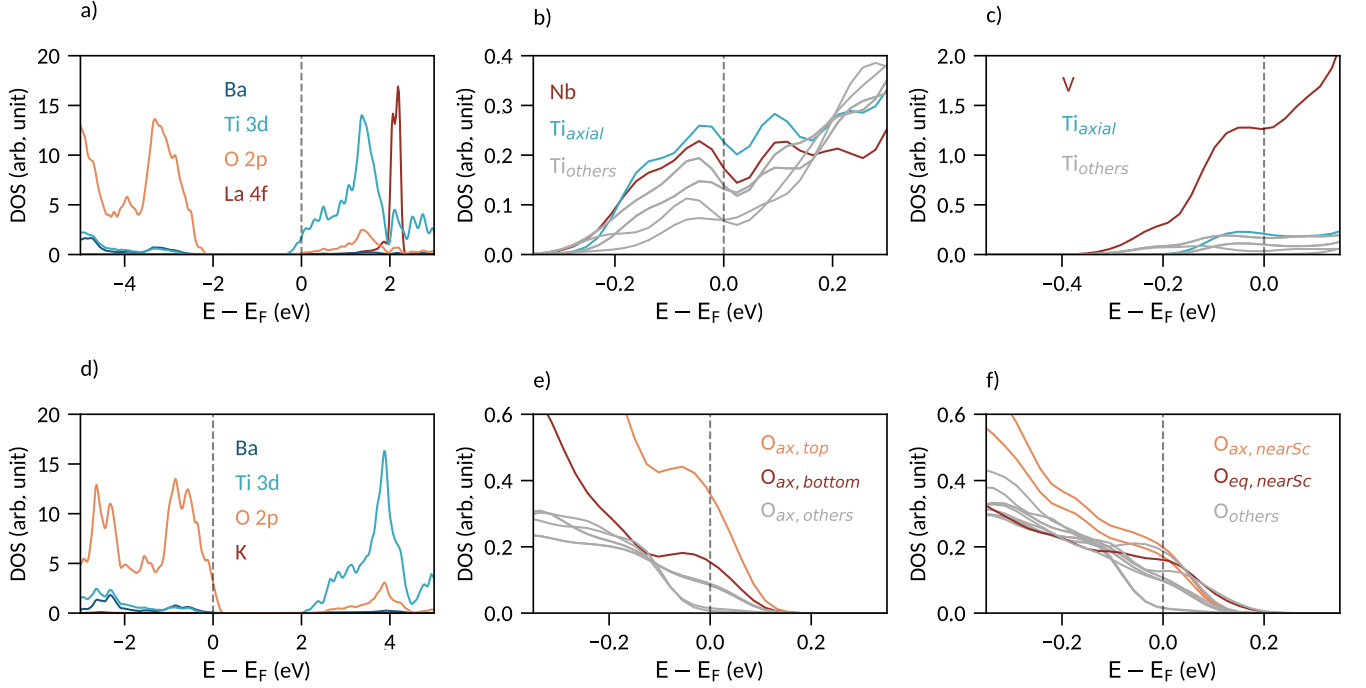 a)
DOS (arb. unit)
20
15
10
5
0
Ba
Ti 3d
O 2p
La 4f
−4
−2
0
2
E − E_F (eV)
b)
DOS (arb. unit)
0.4
0.3
0.2
0.1
0.0
Nb
Ti_axial
Ti_others
−0.2
0.0
0.2
E − E_F (eV)
c)
DOS (arb. unit)
2.0
1.5
1.0
0.5
0.0
V
Ti_axial
Ti_others
−0.4
−0.2
0.0
E − E_F (eV)
d)
DOS (arb. unit)
20
15
10
5
0
Ba
Ti 3d
O 2p
K
−2
0
2
4
E − E_F (eV)
e)
DOS (arb. unit)
0.6
0.4
0.2
0.0
O_ax, top
O_ax, bottom
O_ax, others
−0.2
0.0
0.2
E − E_F (eV)
f)
DOS (arb. unit)
0.6
0.4
0.2
0.0
O_ax, nearSc
O_eq, nearSc
O_others
−0.2
0.0
0.2
E − E_F (eV)